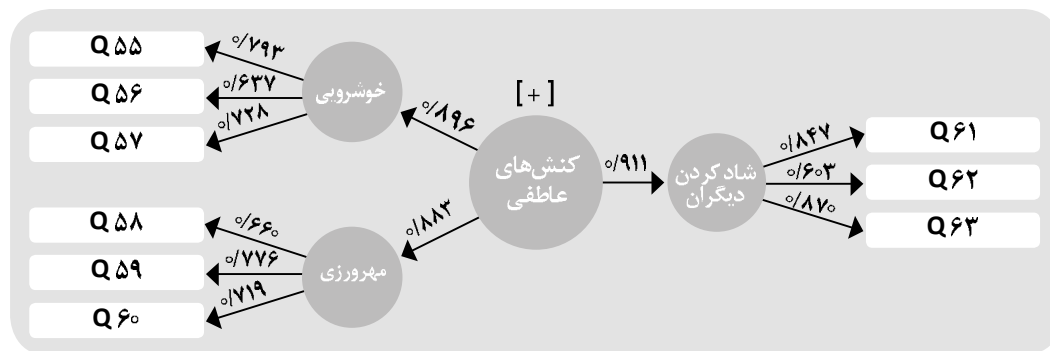 Q۵۵
Q۵۶
Q۵۷
۰/۷۹۳
۰/۶۳۷
۰/۷۲۸
خوشرویی
۰/۸۹۶
[+]
کنش‌های
عاطفی
۰/۹۱۱
شاد کردن
دیگران
۰/۸۴۷
۰/۶۰۳
۰/۸۷۰
Q۶۱
Q۶۲
Q۶۳
Q۵۸
Q۵۹
Q۶۰
۰/۶۶۰
۰/۷۷۶
۰/۷۱۹
مهرورزی
۰/۸۸۳